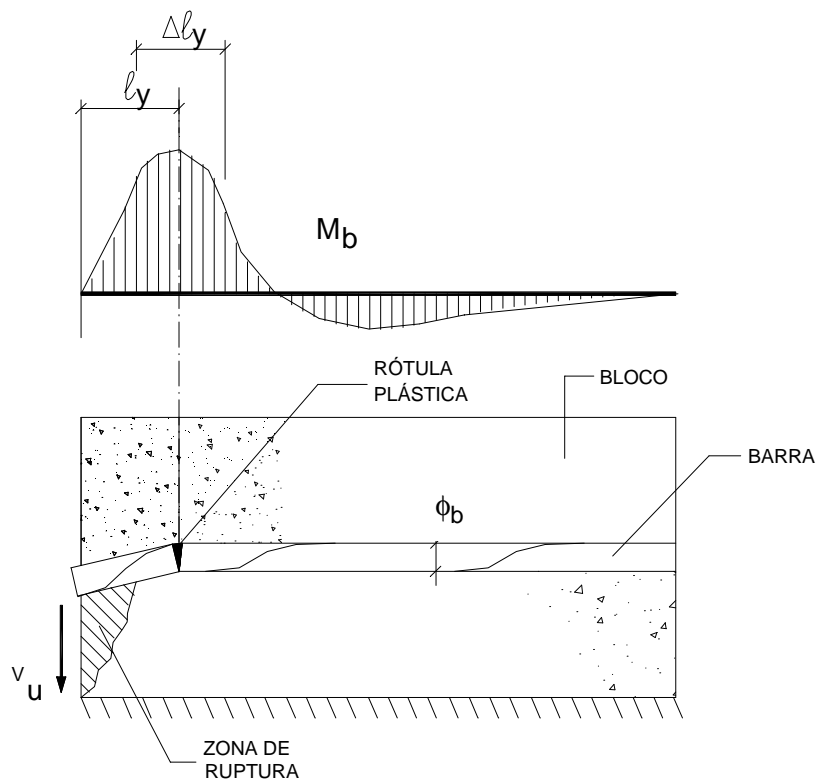 Δℓy
ℓy
Mb
RÓTULA
PLÁSTICA
BLOCO
BARRA
ϕb
Vu
ZONA DE
RUPTURA